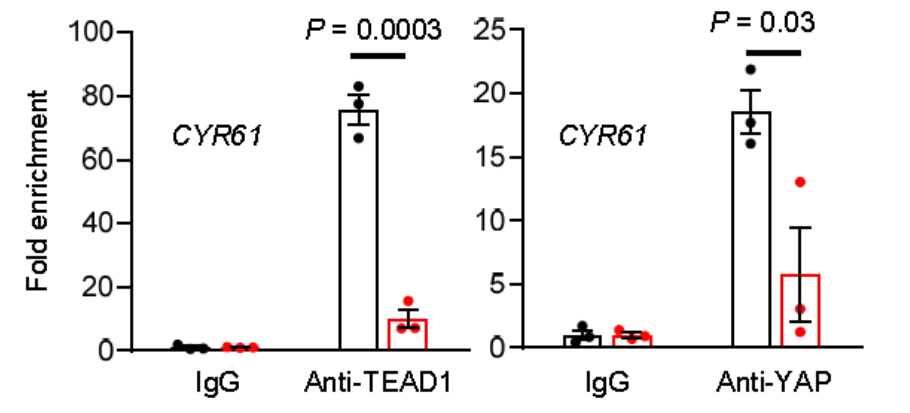 P = 0.0003
100
80
60
40
20
0
Fold enrichment
CYR61
IgG
Anti-TEAD1
P = 0.03
25
20
15
10
5
0
CYR61
IgG
Anti-YAP